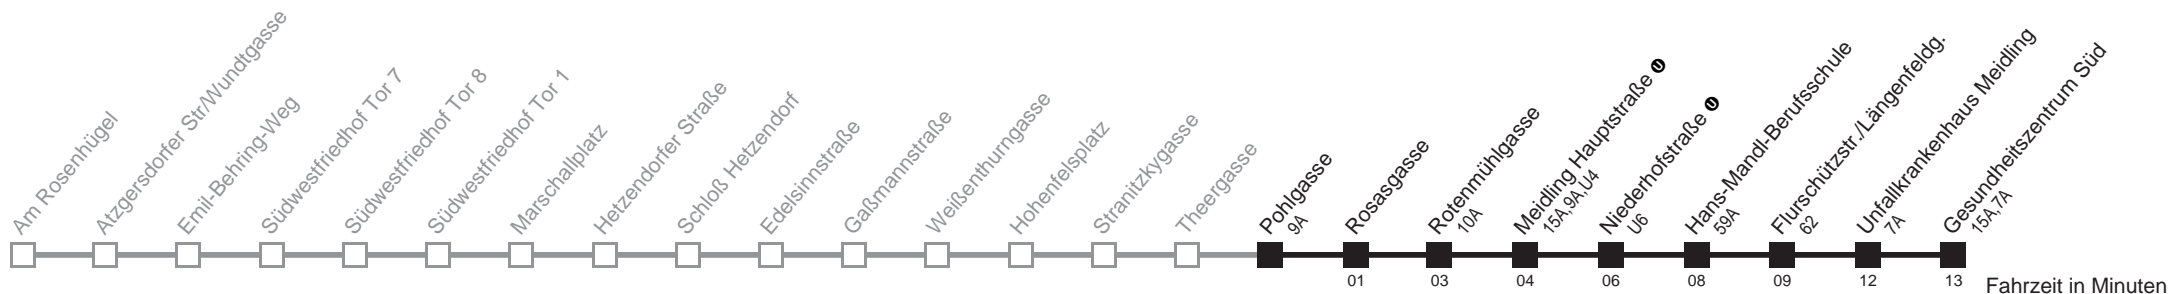 Am Rosenhügel
Atzgersdorfer Str/Wundtgasse
Emil-Behring-Weg
Südwestfriedhof Tor 7
Südwestfriedhof Tor 8
Südwestfriedhof Tor 1
Marschallplatz
Hetzendorfer Straße
Schloß Hetzendorf
Edelsinnstraße
Gaßmannstraße
Weißenthurngasse
Hohenfelsplatz
Stranitzkygasse
Theergasse
Pohlgasse
9A
Rosasgasse
Rotenmühlgasse
10A
Meidling Hauptstraße U
15A,9A,U4
Niederhofstraße U
U6
Hans-Mandl-Berufsschule
59A
Flurschützstr./Längenfeldg.
62
Unfallkrankenhaus Meidling
7A
Gesundheitszentrum Süd
15A,7A
01 03 04 06 08 09 12 13 Fahrzeit in Minuten